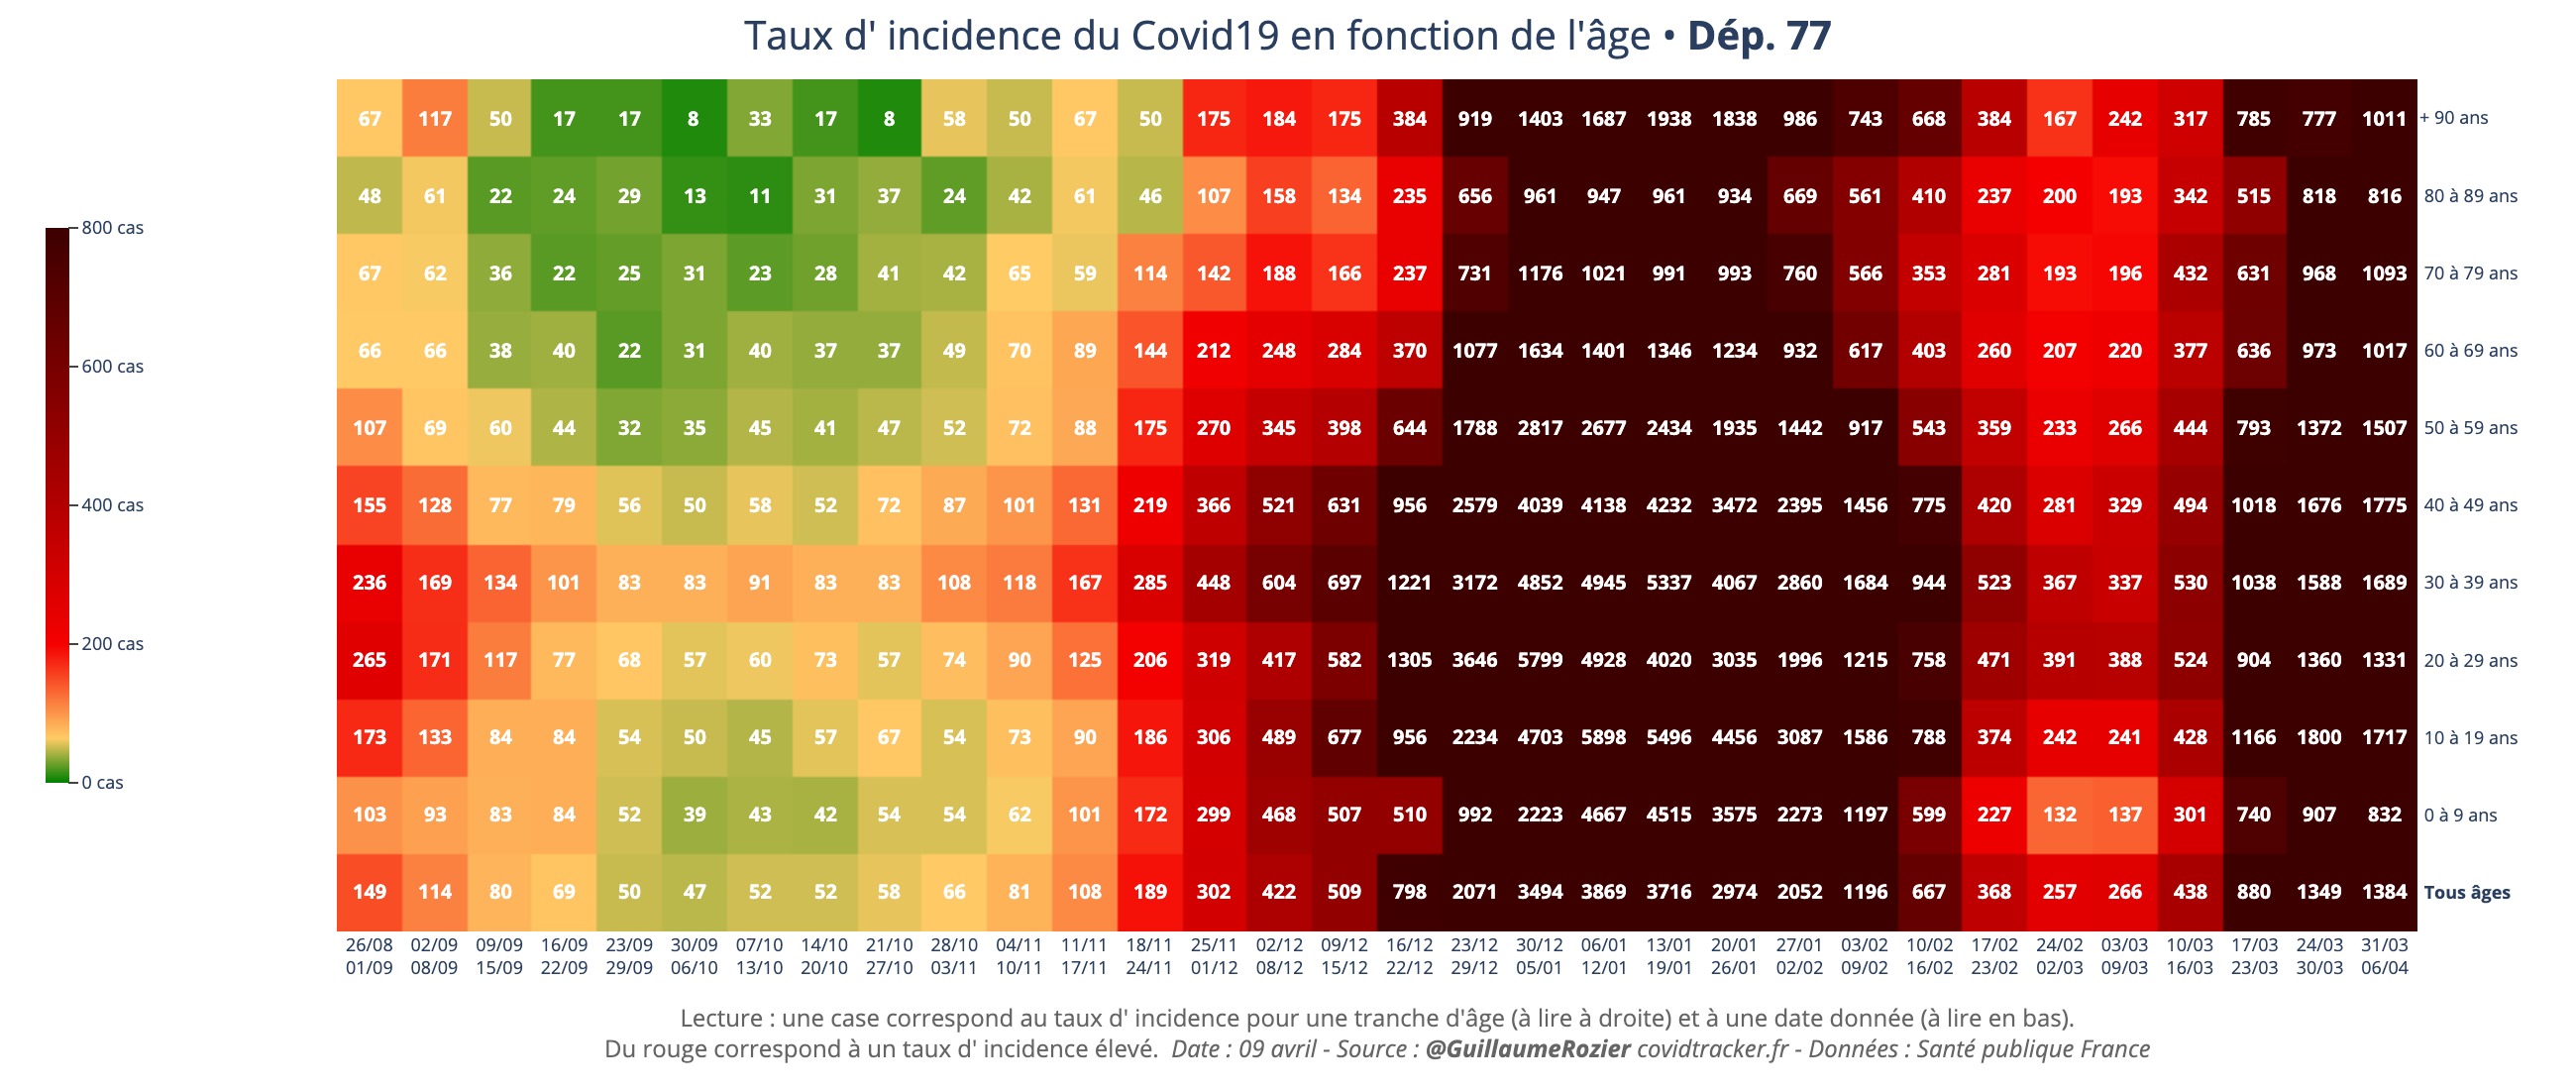 Taux d' incidence du Covid19 en fonction de l'âge • Dép. 77
800 cas
600 cas
400 cas
200 cas
0 cas
67 117 50 17 17 8 33 17 8 58 50 67 50 175 184 175 384 919 1403 1687 1938 1838 986 743 668 384 167 242 317 785 777 1011 + 90 ans
48 61 22 24 29 13 11 31 37 24 42 61 46 107 158 134 235 656 961 947 961 934 669 561 410 237 200 193 342 515 818 816 80 à 89 ans
67 62 36 22 25 31 23 28 41 42 65 59 114 142 188 166 237 731 1176 1021 991 993 760 566 353 281 193 196 432 631 968 1093 70 à 79 ans
66 66 38 40 22 31 40 37 37 49 70 89 144 212 248 284 370 1077 1634 1401 1346 1234 932 617 403 260 207 220 377 636 973 1017 60 à 69 ans
107 69 60 44 32 35 45 41 47 52 72 88 175 270 345 398 644 1788 2817 2677 2434 1935 1442 917 543 359 233 266 444 793 1372 1507 50 à 59 ans
155 128 77 79 56 50 58 52 72 87 101 131 219 366 521 631 956 2579 4039 4138 4232 3472 2395 1456 775 420 281 329 494 1018 1676 1775 40 à 49 ans
236 169 134 101 83 83 91 83 83 108 118 167 285 448 604 697 1221 3172 4852 4945 5337 4067 2860 1684 944 523 367 337 530 1038 1588 1689 30 à 39 ans
265 171 117 77 68 57 60 73 57 74 90 125 206 319 417 582 1305 3646 5799 4928 4020 3035 1996 1215 758 471 391 388 524 904 1360 1331 20 à 29 ans
173 133 84 84 54 50 45 57 67 54 73 90 186 306 489 677 956 2234 4703 5898 5496 4456 3087 1586 788 374 242 241 428 1166 1800 1717 10 à 19 ans
103 93 83 84 52 39 43 42 54 54 62 101 172 299 468 507 510 992 2223 4667 4515 3575 2273 1197 599 227 132 137 301 740 907 832 0 à 9 ans
149 114 80 69 50 47 52 52 58 66 81 108 189 302 422 509 798 2071 3494 3869 3716 2974 2052 1196 667 368 257 266 438 880 1349 1384 Tous âges
26/08 02/09 09/09 16/09 23/09 30/09 07/10 14/10 21/10 28/10 04/11 11/11 18/11 25/11 02/12 09/12 16/12 23/12 30/12 06/01 13/01 20/01 27/01 03/02 10/02 17/02 24/02 03/03 10/03 17/03 24/03 31/03
01/09 08/09 15/09 22/09 29/09 06/10 13/10 20/10 27/10 03/11 10/11 17/11 24/11 01/12 08/12 15/12 22/12 29/12 05/01 12/01 19/01 26/01 02/02 09/02 16/02 23/02 02/03 09/03 16/03 23/03 30/03 06/04
Lecture : une case correspond au taux d' incidence pour une tranche d'âge (à lire à droite) et à une date donnée (à lire en bas).
Du rouge correspond à un taux d' incidence élevé. Date : 09 avril - Source : @GuillaumeRozier covidtracker.fr - Données : Santé publique France